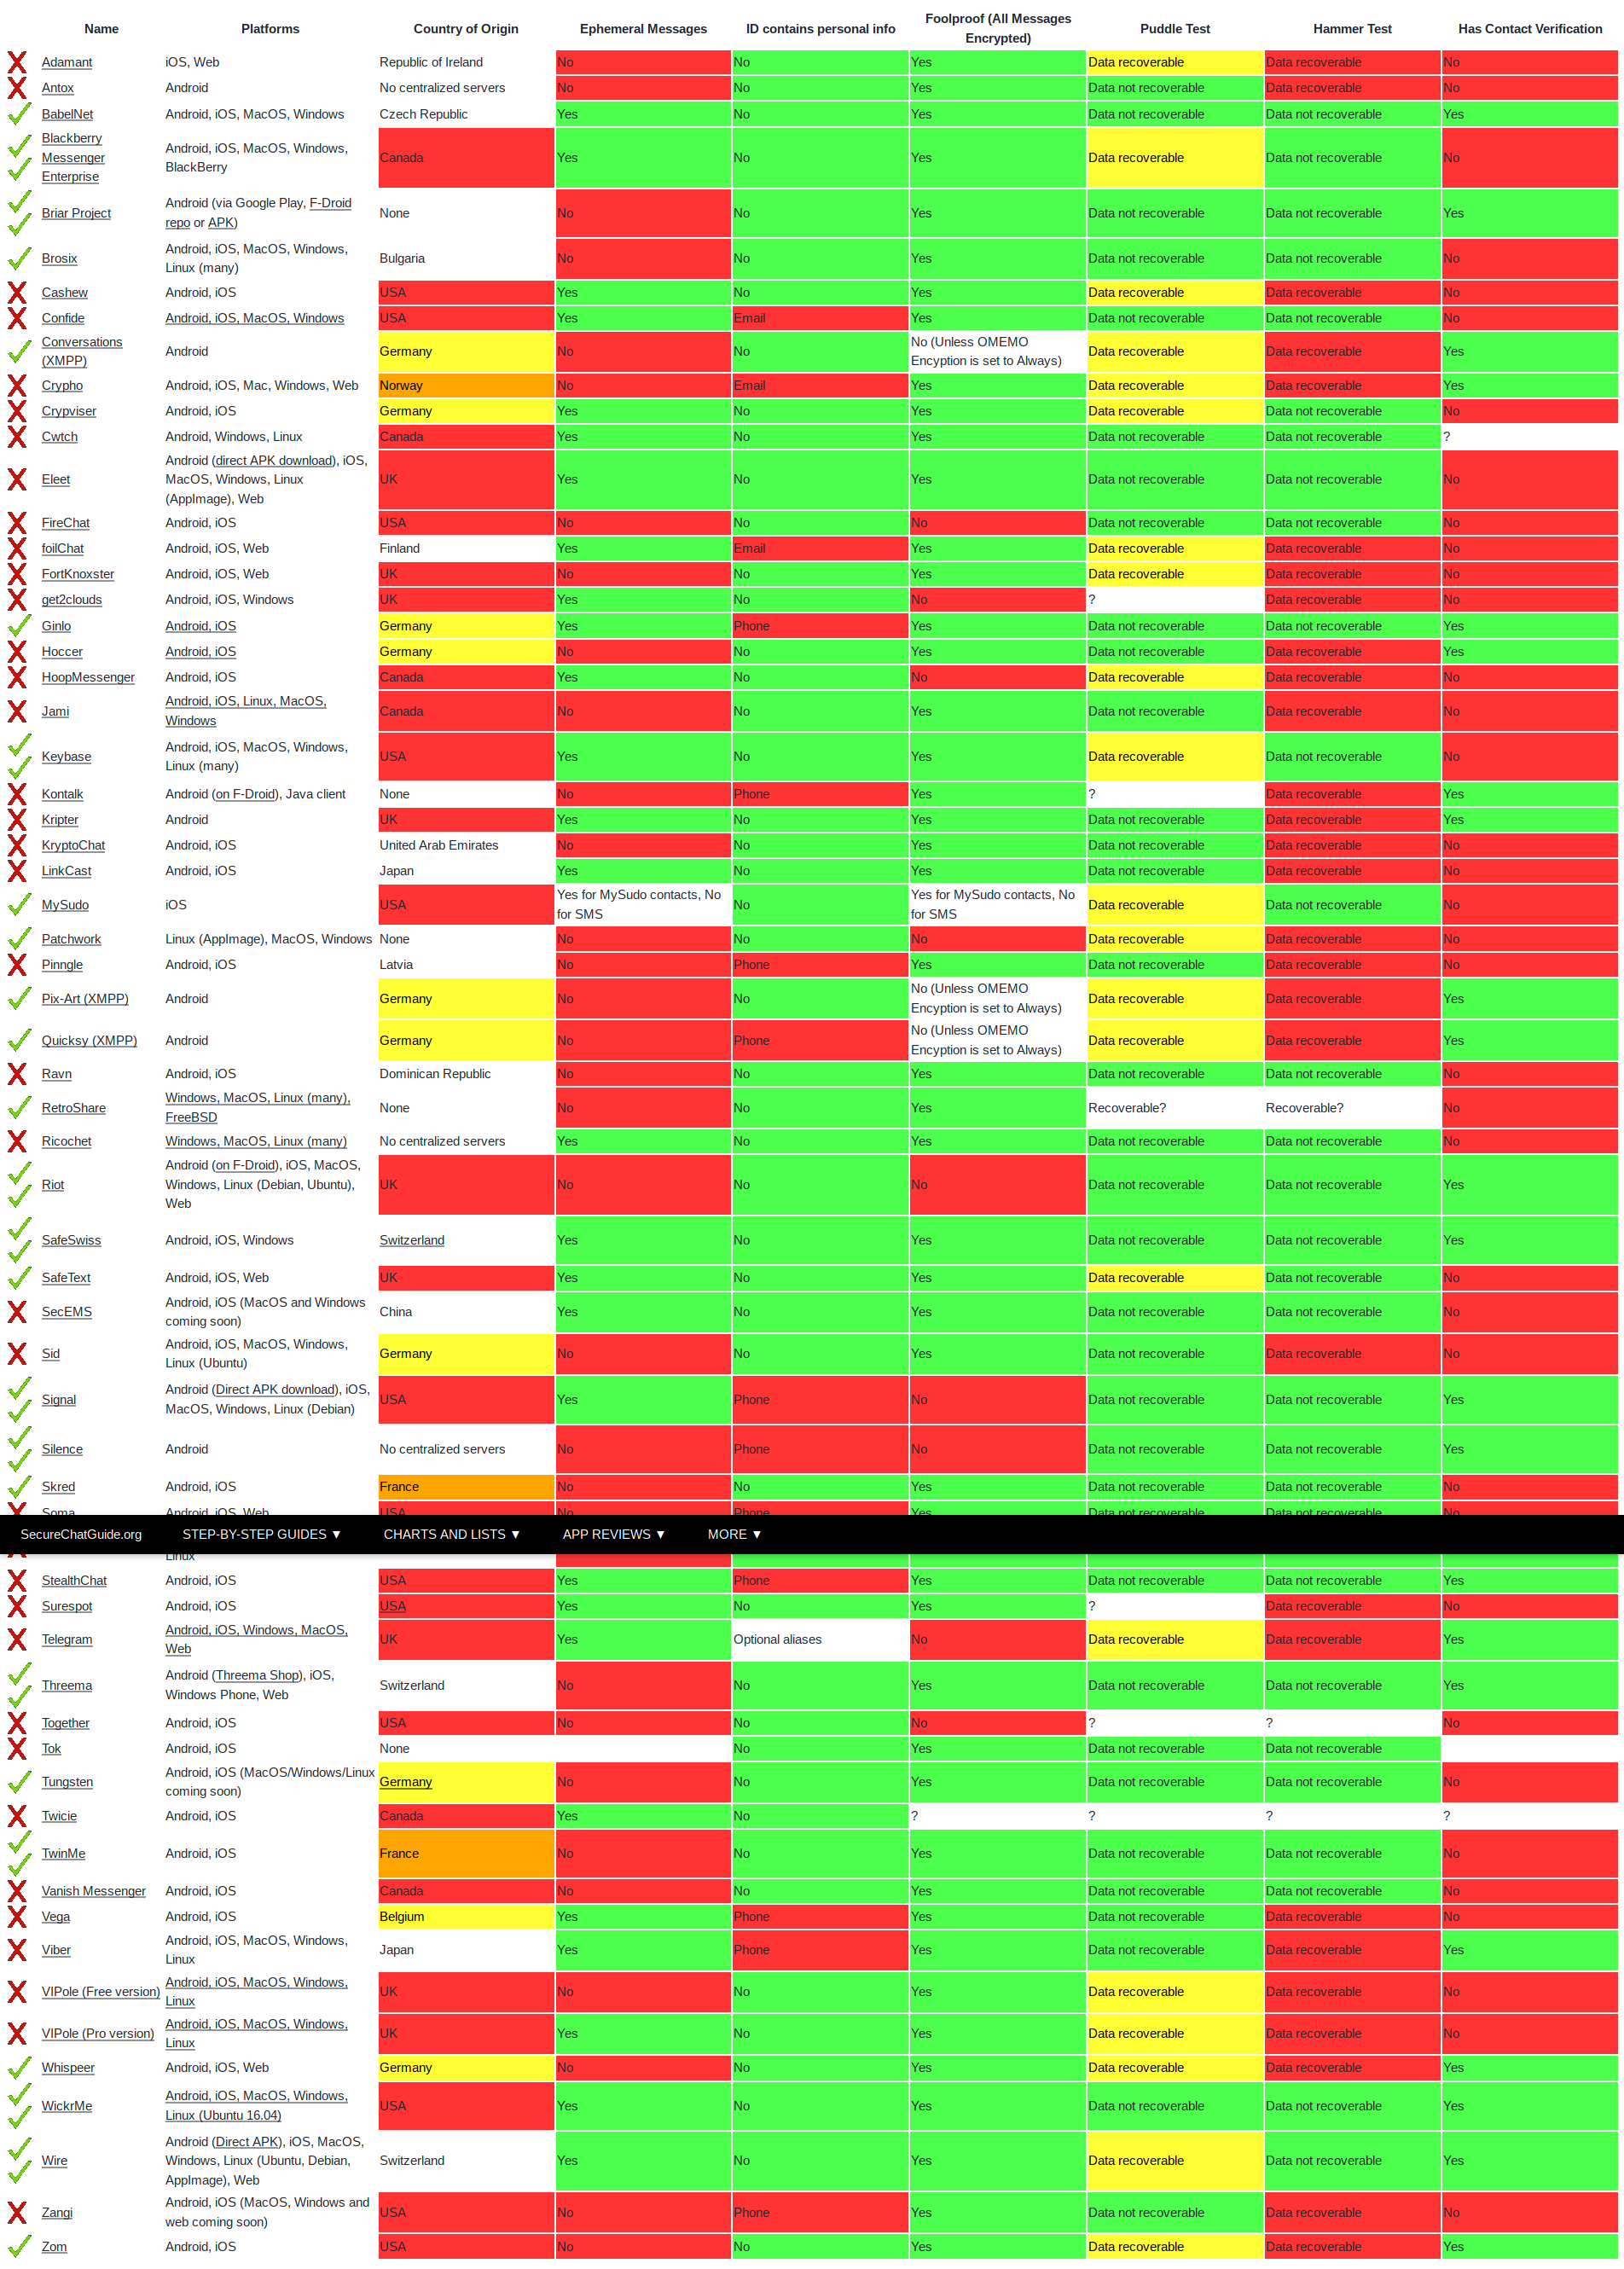 Name Platforms Country of Origin Ephemeral Messages ID contains personal info Foolproof (All Messages Encrypted) Puddle Test Hammer Test Has Contact Verification
Adamant iOS, Web Republic of Ireland No No Yes Data recoverable Data recoverable No
Antox Android No centralized servers No No Yes Data not recoverable Data recoverable No
BabelNet Android, iOS, MacOS, Windows Czech Republic Yes No Yes Data not recoverable Data not recoverable Yes
Blackberry Messenger Enterprise Android, iOS, MacOS, Windows, BlackBerry Canada Yes No Yes Data recoverable Data not recoverable No
Briar Project Android (via Google Play, F-Droid repo or APK) None No No Yes Data not recoverable Data not recoverable Yes
Brosix Android, iOS, MacOS, Windows, Linux (many) Bulgaria No No Yes Data not recoverable Data not recoverable No
Cashew Android, iOS USA Yes No Yes Data recoverable Data recoverable No
Confide Android, iOS, MacOS, Windows USA Yes Email Yes Data not recoverable Data not recoverable No
Conversations (XMPP) Android Germany No No No (Unless OMEMO Encyption is set to Always) Data recoverable Data recoverable Yes
Crypho Android, iOS, Mac, Windows, Web Norway No Email Yes Data recoverable Data recoverable Yes
Crypviser Android, iOS Germany Yes No Yes Data recoverable Data not recoverable No
Cwtch Android, Windows, Linux Canada Yes No Yes Data not recoverable Data not recoverable ?
Eleet Android (direct APK download), iOS, MacOS, Windows, Linux (AppImage), Web UK Yes No Yes Data not recoverable Data not recoverable No
FireChat Android, iOS USA No No No Data not recoverable Data not recoverable No
foilChat Android, iOS, Web Finland Yes Email Yes Data recoverable Data recoverable No
FortKnoxster Android, iOS, Web UK No No Yes Data recoverable Data recoverable No
get2clouds Android, iOS, Windows UK Yes No No ? Data recoverable No
Ginlo Android, iOS Germany Yes Phone Yes Data not recoverable Data not recoverable Yes
Hoccer Android, iOS Germany No No Yes Data not recoverable Data recoverable Yes
HoopMessenger Android, iOS Canada Yes No No Data recoverable Data recoverable No
Jami Android, iOS, Linux, MacOS, Windows Canada No No Yes Data not recoverable Data recoverable No
Keybase Android, iOS, MacOS, Windows, Linux (many) USA Yes No Yes Data recoverable Data not recoverable No
Kontalk Android (on F-Droid), Java client None No Phone Yes ? Data recoverable Yes
Kripter Android UK Yes No Yes Data not recoverable Data recoverable Yes
KryptoChat Android, iOS United Arab Emirates No No Yes Data not recoverable Data recoverable No
LinkCast Android, iOS Japan Yes No Yes Data not recoverable Data recoverable No
MySudo iOS USA Yes for MySudo contacts, No for SMS No Yes for MySudo contacts, No for SMS Data recoverable Data not recoverable No
Patchwork Linux (AppImage), MacOS, Windows None No No No Data recoverable Data recoverable No
Pinngle Android, iOS Latvia No Phone Yes Data not recoverable Data recoverable No
Pix-Art (XMPP) Android Germany No No No (Unless OMEMO Encyption is set to Always) Data recoverable Data recoverable Yes
Quicksy (XMPP) Android Germany No Phone No (Unless OMEMO Encyption is set to Always) Data recoverable Data recoverable Yes
Ravn Android, iOS Dominican Republic No No Yes Data not recoverable Data not recoverable No
RetroShare Windows, MacOS, Linux (many), FreeBSD None No No Yes Recoverable? Recoverable? No
Ricochet Windows, MacOS, Linux (many) No centralized servers Yes No Yes Data not recoverable Data not recoverable No
Riot Android (on F-Droid), iOS, MacOS, Windows, Linux (Debian, Ubuntu), Web UK No No No Data not recoverable Data not recoverable Yes
SafeSwiss Android, iOS, Windows Switzerland Yes No Yes Data not recoverable Data not recoverable Yes
SafeText Android, iOS, Web UK Yes No Yes Data recoverable Data not recoverable No
SecEMS Android, iOS (MacOS and Windows coming soon) China Yes No Yes Data not recoverable Data not recoverable No
Sid Android, iOS, MacOS, Windows, Linux (Ubuntu) Germany No No Yes Data not recoverable Data recoverable No
Signal Android (Direct APK download), iOS, MacOS, Windows, Linux (Debian) USA Yes Phone No Data not recoverable Data not recoverable Yes
Silence Android No centralized servers No Phone No Data not recoverable Data not recoverable Yes
Skred Android, iOS France No No Yes Data not recoverable Data not recoverable No
Soma Android, iOS, Web USA No Phone Yes Data not recoverable Data not recoverable No
SecureChatGuide.org STEP-BY-STEP GUIDES ▼ CHARTS AND LISTS ▼ APP REVIEWS ▼ MORE ▼
Linux
StealthChat Android, iOS USA Yes Phone Yes Data not recoverable Data not recoverable Yes
Surespot Android, iOS USA Yes No Yes ? Data recoverable No
Telegram Android, iOS, Windows, MacOS, Web UK Yes Optional aliases No Data recoverable Data recoverable Yes
Threema Android (Threema Shop), iOS, Windows Phone, Web Switzerland No No Yes Data not recoverable Data not recoverable Yes
Together Android, iOS USA No No No ? ? No
Tok Android, iOS None No Yes Data not recoverable Data not recoverable
Tungsten Android, iOS (MacOS/Windows/Linux coming soon) Germany No No Yes Data not recoverable Data not recoverable No
Twicie Android, iOS Canada Yes No ? ? ? ?
TwinMe Android, iOS France No No Yes Data not recoverable Data not recoverable No
Vanish Messenger Android, iOS Canada No No Yes Data not recoverable Data not recoverable No
Vega Android, iOS Belgium Yes Phone Yes Data not recoverable Data recoverable No
Viber Android, iOS, MacOS, Windows, Linux Japan Yes Phone Yes Data not recoverable Data recoverable Yes
VIPole (Free version) Android, iOS, MacOS, Windows, Linux UK No No Yes Data recoverable Data recoverable No
VIPole (Pro version) Android, iOS, MacOS, Windows, Linux UK Yes No Yes Data recoverable Data recoverable No
Whispeer Android, iOS, Web Germany No No Yes Data recoverable Data recoverable Yes
WickrMe Android, iOS, MacOS, Windows, Linux (Ubuntu 16.04) USA Yes No Yes Data not recoverable Data not recoverable Yes
Wire Android (Direct APK), iOS, MacOS, Windows, Linux (Ubuntu, Debian, AppImage), Web Switzerland Yes No Yes Data recoverable Data not recoverable Yes
Zangi Android, iOS (MacOS, Windows and web coming soon) USA No Phone Yes Data not recoverable Data recoverable No
Zom Android, iOS USA No No Yes Data recoverable Data recoverable Yes